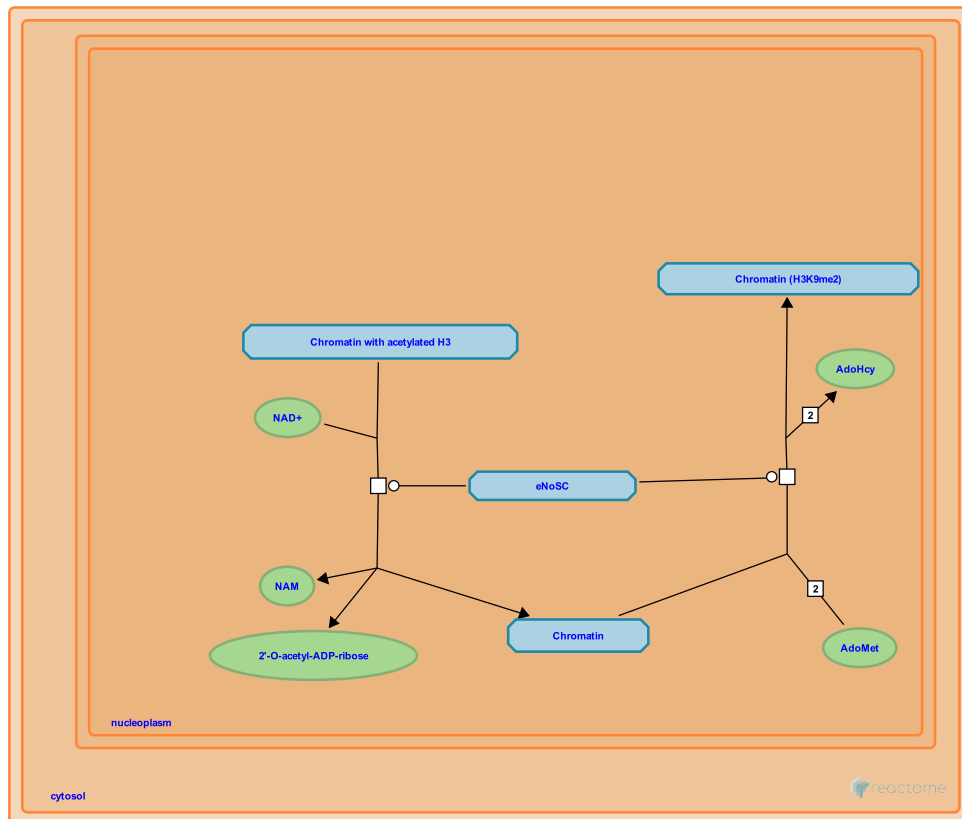 Chromatin (H3K9me2)
Chromatin with acetylated H3
AdoHcy
NAD+
2
eNoSC
NAM
2
Chromatin
2'-O-acetyl-ADP-ribose
AdoMet
nucleoplasm
cytosol
reactome